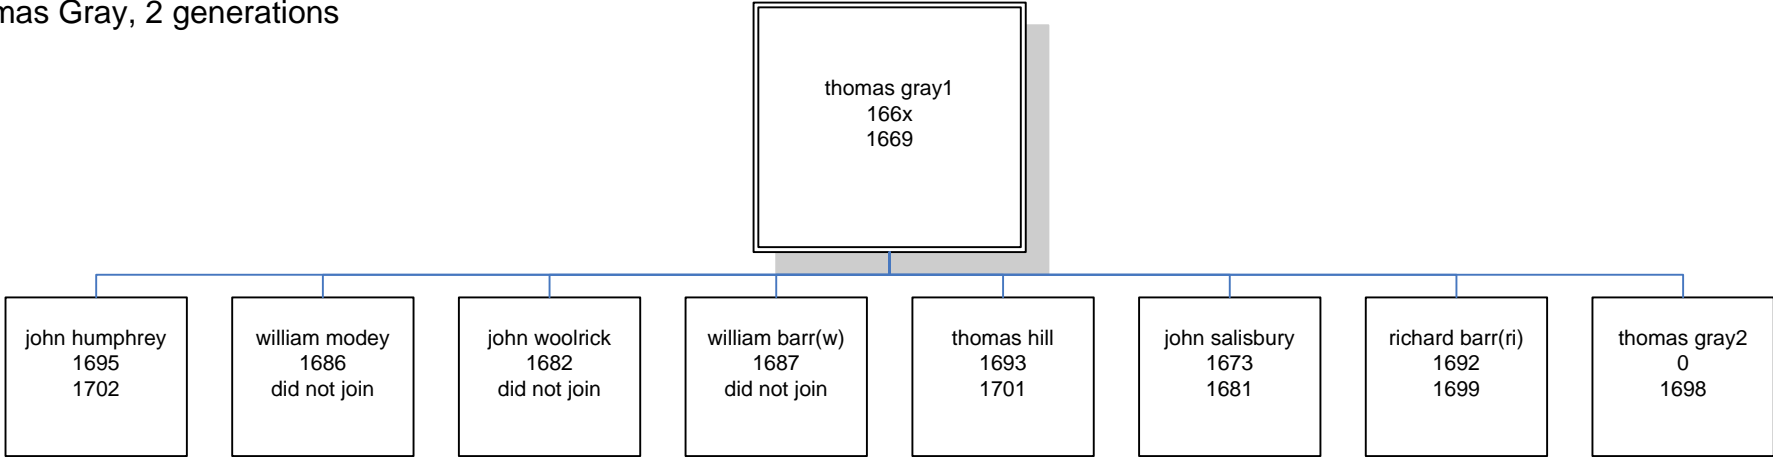 mas Gray, 2 generations
thomas gray1
166x
1669
john humphrey
1695
1702
william modey
1686
did not join
john woolrick
1682
did not join
william barr(w)
1687
did not join
thomas hill
1693
1701
john salisbury
1673
1681
richard barr(ri)
1692
1699
thomas gray2
0
1698